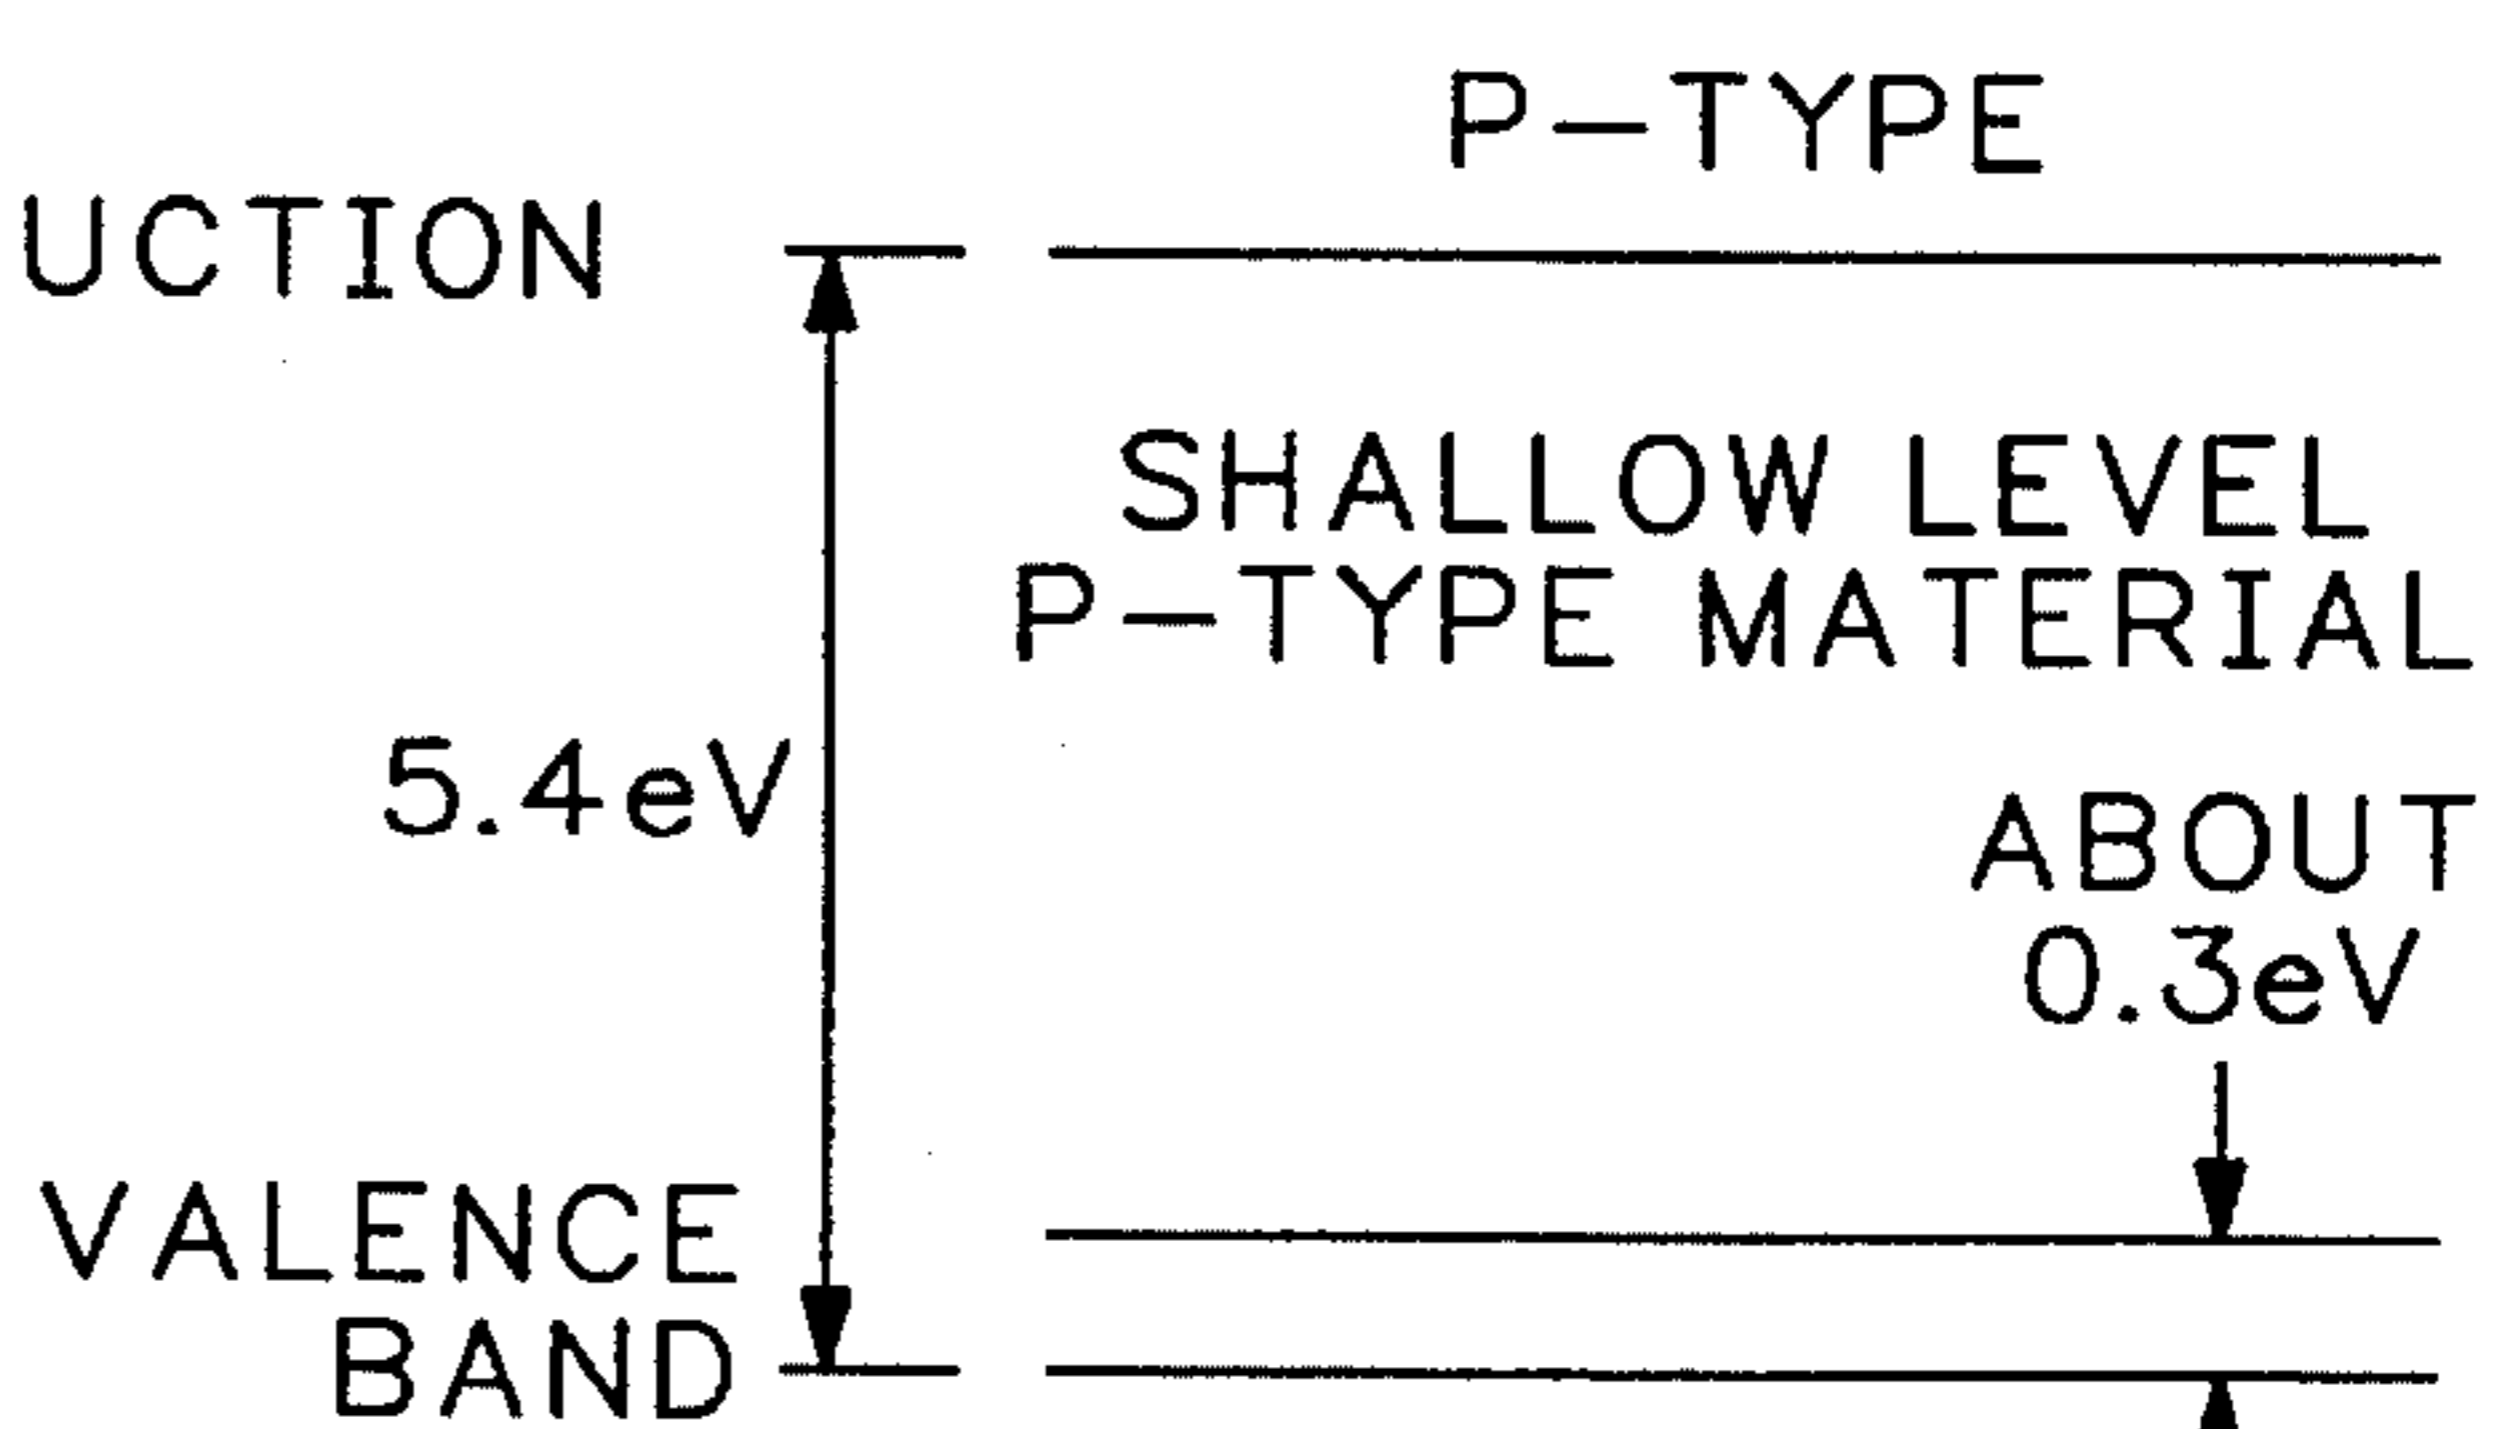 P-TYPE
UCTION
SHALLOW LEVEL
P-TYPE MATERIAL
5.4eV
ABOUT
0.3eV
VALENCE
BAND